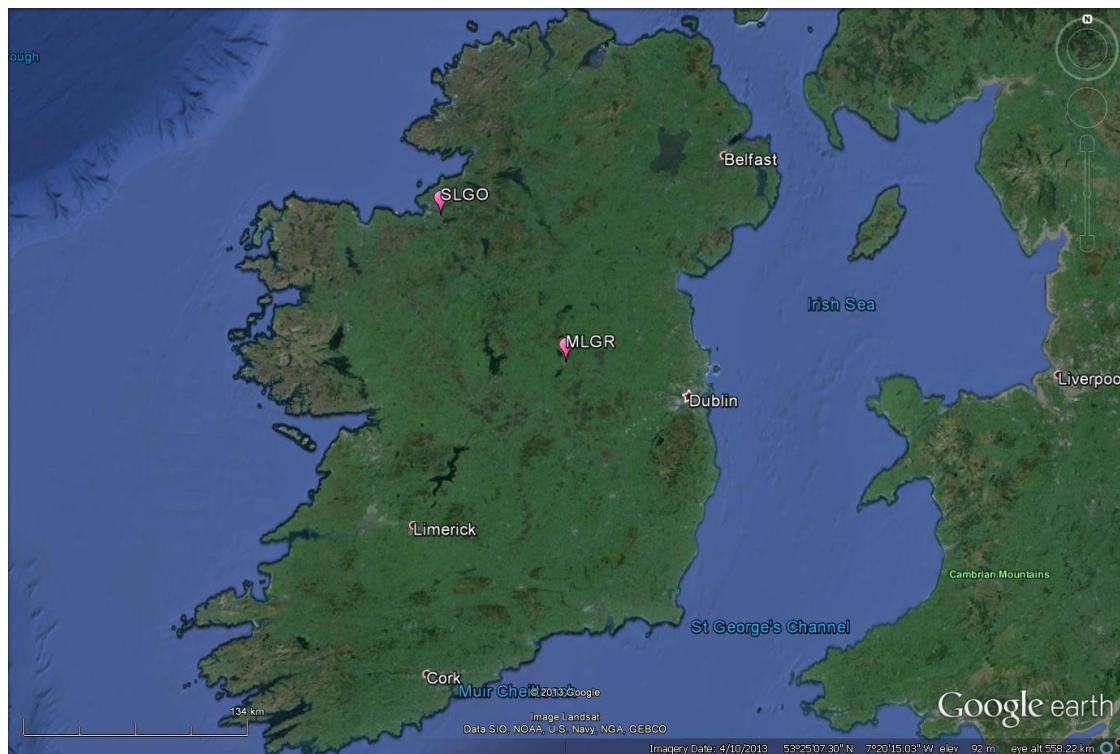 N
ough
Belfast
SLGO
Irish Sea
MLGR
Liverpoo
Dublin
Limerick
Cambrian Mountains
St George's Channel
Cork
© 2013 Google
134 km
Image Landsat
Data SIO, NOAA, U.S. Navy, NGA, GEBCO
Google earth
Imagery Date: 4/10/2013 53°25'07.30" N 7°20'15.03" W elev 92 m eye alt 558.22 km